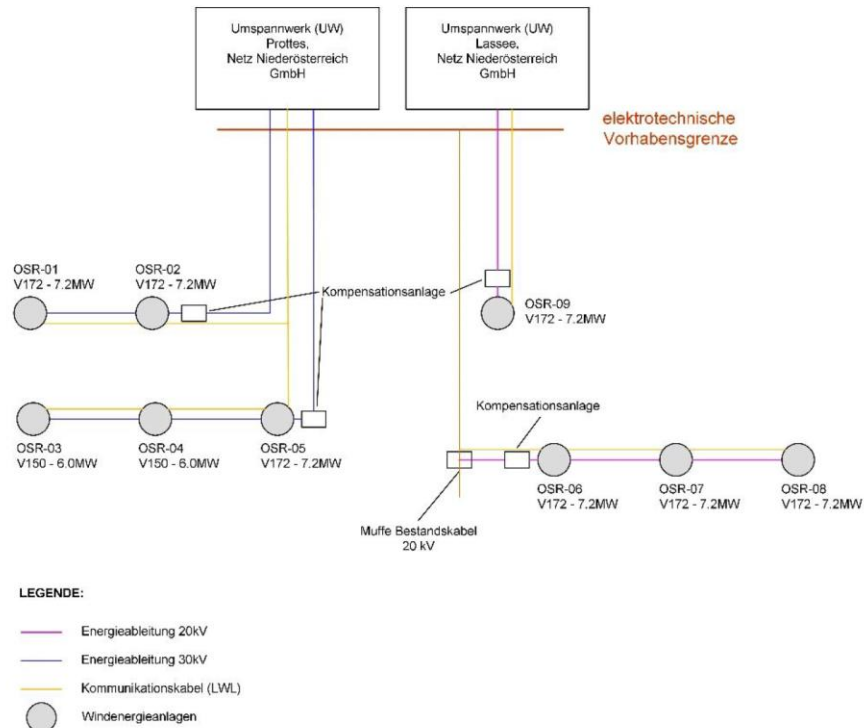 Umspannwerk (UW)
Prottes,
Netz Niederösterreich
GmbH
Umspannwerk (UW)
Lassee,
Netz Niederösterreich
GmbH
elektrotechnische
Vorhabensgrenze
OSR-01
V172 - 7.2MW
OSR-02
V172 - 7.2MW
Kompensationsanlage
OSR-09
V172 - 7.2MW
OSR-03
V150 - 6.0MW
OSR-04
V150 - 6.0MW
OSR-05
V172 - 7.2MW
Kompensationsanlage
OSR-06
V172 - 7.2MW
OSR-07
V172 - 7.2MW
OSR-08
V172 - 7.2MW
Muffe Bestandskabel
20 kV
LEGENDE:
Energieableitung 20kV
Energieableitung 30kV
Kommunikationskabel (LWL)
Windenergieanlagen